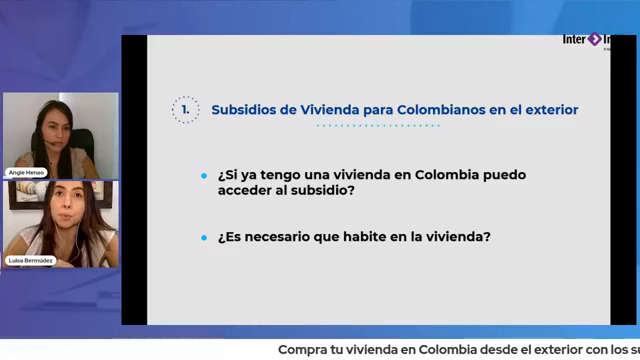 Inter
1.
Subsidios de Vivienda para Colombianos en el exterior
¿Si ya tengo una vivienda en Colombia puedo
acceder al subsidio?
¿Es necesario que habite en la vivienda?
Angie Henao
Luisa Bermúdez
Compra tu vivienda en Colombia desde el exterior con los su